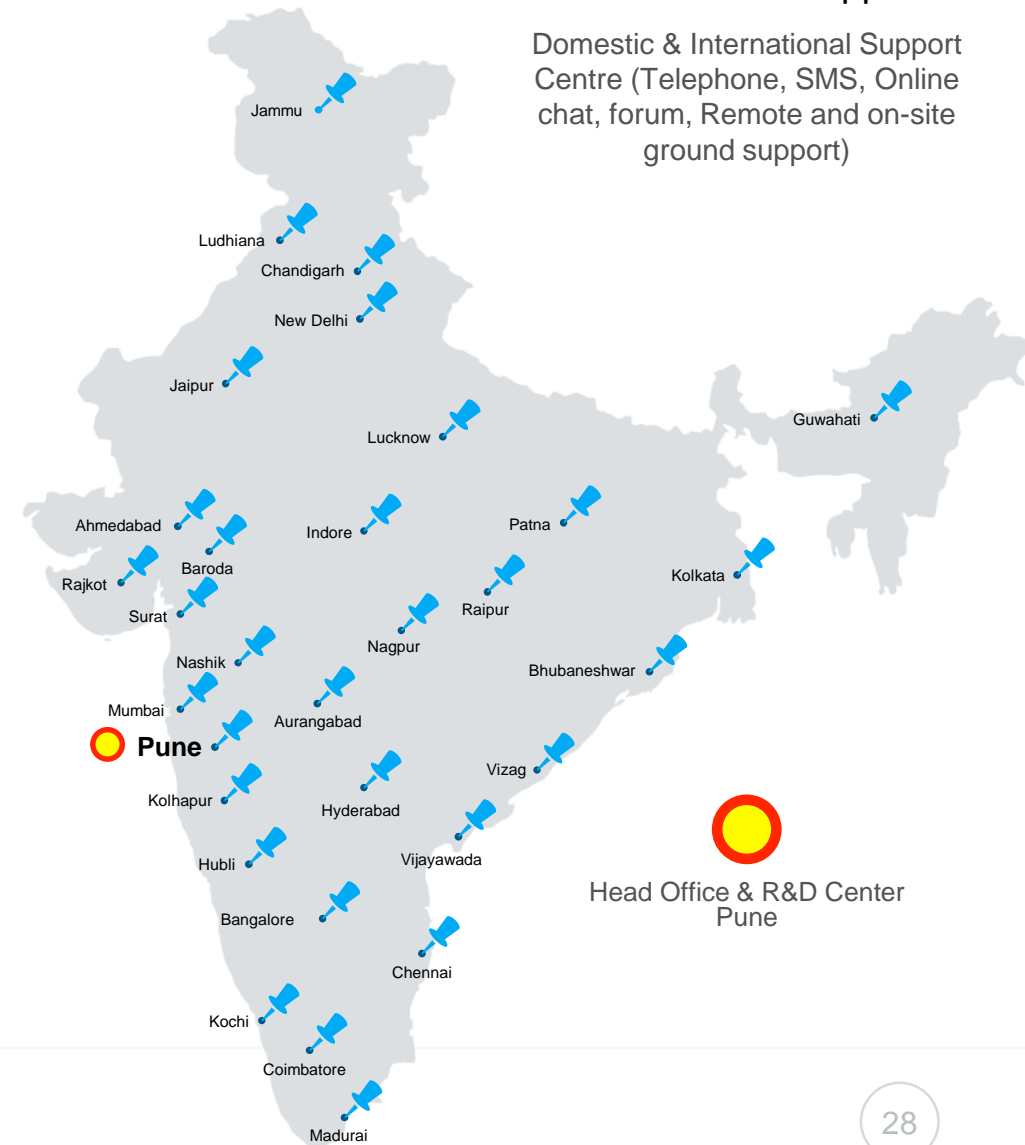 Domestic & International Support
Centre (Telephone, SMS, Online
chat, forum, Remote and on-site
ground support)
Jammu
Ludhiana
Chandigarh
New Delhi
Jaipur
Lucknow
Guwahati
Ahmedabad
Indore
Patna
Baroda
Rajkot
Kolkata
Surat
Raipur
Nagpur
Nashik
Bhubaneshwar
Mumbai
Aurangabad
Pune
Vizag
Kolhapur
Hyderabad
Vijayawada
Hubli
Head Office & R&D Center
Pune
Bangalore
Chennai
Kochi
Coimbatore
Madurai
28